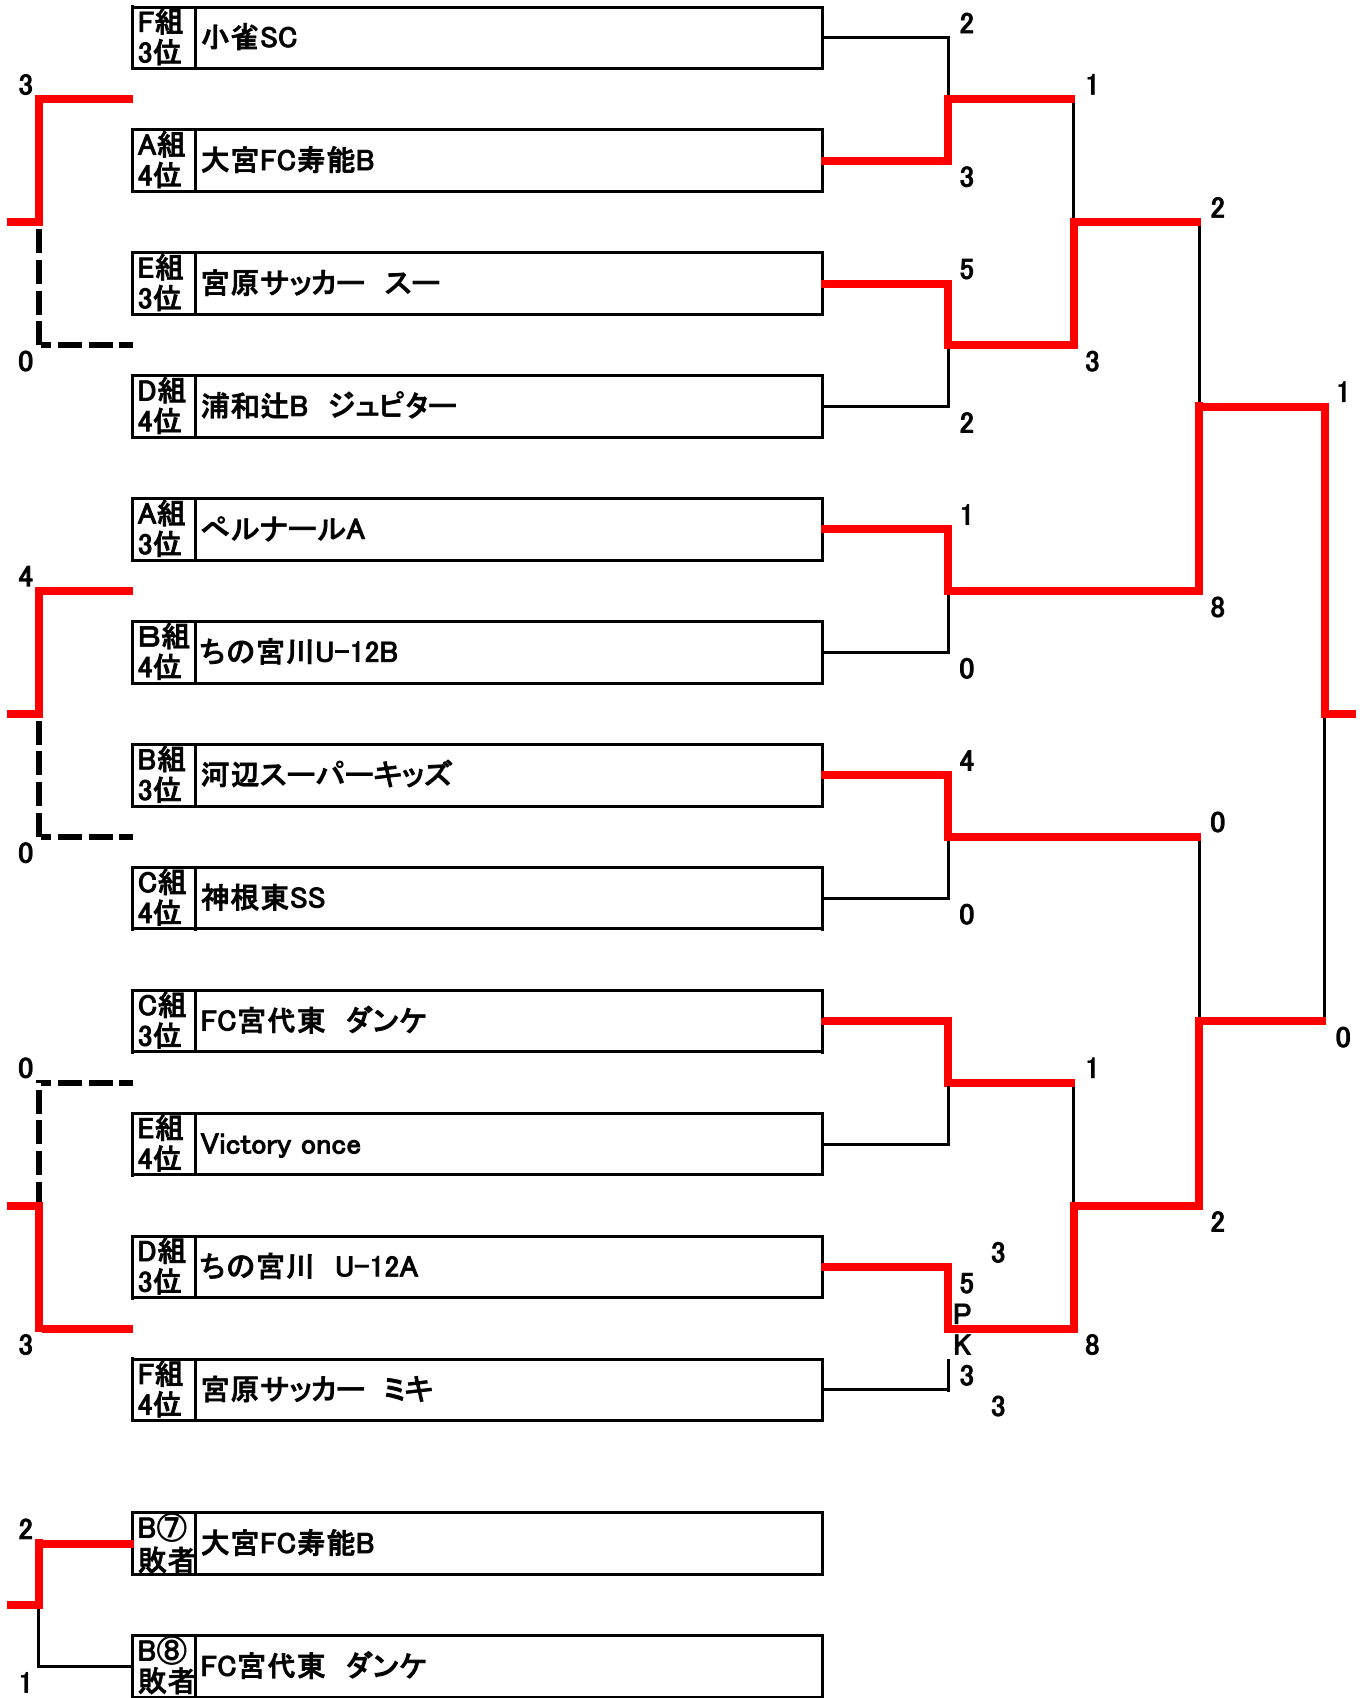 F組
3位
小雀SC
2
3
1
A組
4位
大宮FC寿能B
3
2
E組
3位
宮原サッカー　スー
5
0
3
D組
4位
浦和辻B　ジュピター
2
1
A組
3位
ペルナールA
1
4
8
B組
4位
ちの宮川U-12B
0
B組
3位
河辺スーパーキッズ
4
0
0
C組
4位
神根東SS
0
C組
3位
FC宮代東　ダンケ
0
0
1
E組
4位
Victory once
2
D組
3位
ちの宮川　U-12A
3
5
P
K
3
8
F組
4位
宮原サッカー　ミキ
3
3
2
B⑦
敗者
大宮FC寿能B
B⑧
敗者
FC宮代東　ダンケ
1